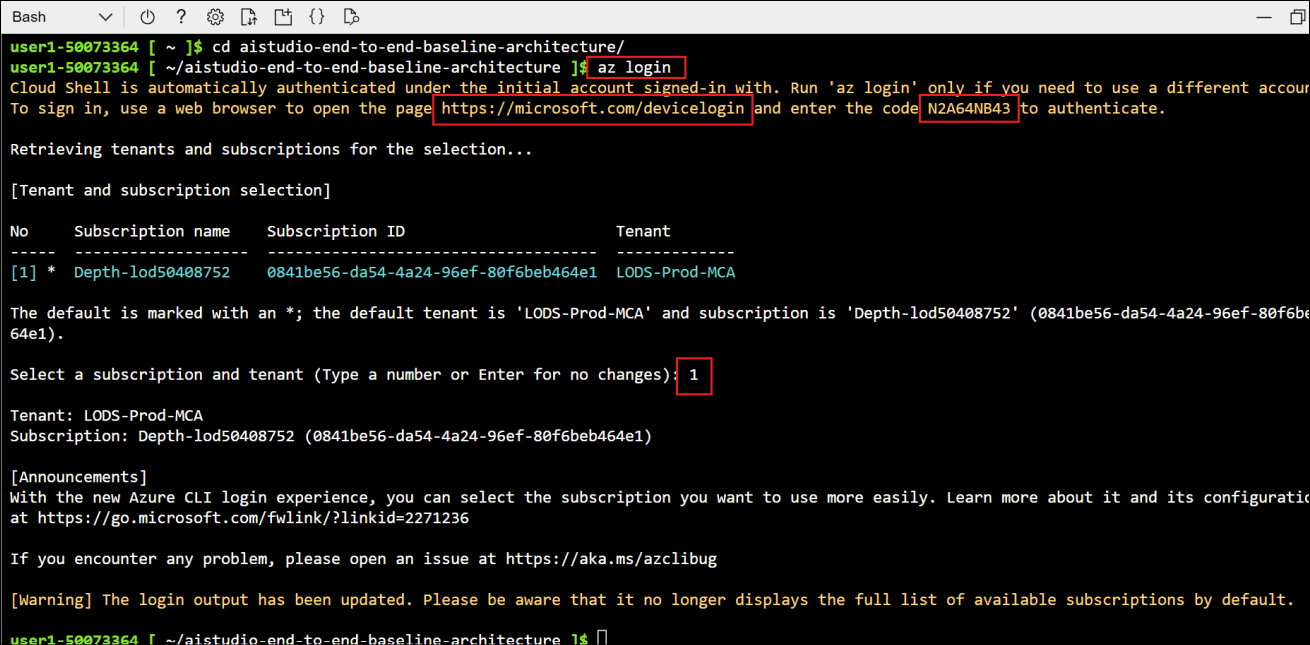 Bash
user1-50073364 [ ~ ]$ cd aistudio-end-to-end-baseline-architecture/
user1-50073364 [ ~/aistudio-end-to-end-baseline-architecture ]$ az login
Cloud Shell is automatically authenticated under the initial account signed-in with. Run 'az login' only if you need to use a different accou
To sign in, use a web browser to open the page https://microsoft.com/devicelogin and enter the code N2A64NB43 to authenticate.
Retrieving tenants and subscriptions for the selection...
[Tenant and subscription selection]
No Subscription name Subscription ID Tenant
----- ------------------- ------------------------------------ -------------
[1] * Depth-lod50408752 0841be56-da54-4a24-96ef-80f6beb464e1 LODS-Prod-MCA
The default is marked with an *; the default tenant is 'LODS-Prod-MCA' and subscription is 'Depth-lod50408752' (0841be56-da54-4a24-96ef-80f6be
64e1).
Select a subscription and tenant (Type a number or Enter for no changes): 1
Tenant: LODS-Prod-MCA
Subscription: Depth-lod50408752 (0841be56-da54-4a24-96ef-80f6beb464e1)
[Announcements]
With the new Azure CLI login experience, you can select the subscription you want to use more easily. Learn more about it and its configuratio
at https://go.microsoft.com/fwlink/?linkid=2271236
If you encounter any problem, please open an issue at https://aka.ms/azclibug
[Warning] The login output has been updated. Please be aware that it no longer displays the full list of available subscriptions by default.
user1-50073364 [ ~/aistudio-end-to-end-baseline-architecture ]$